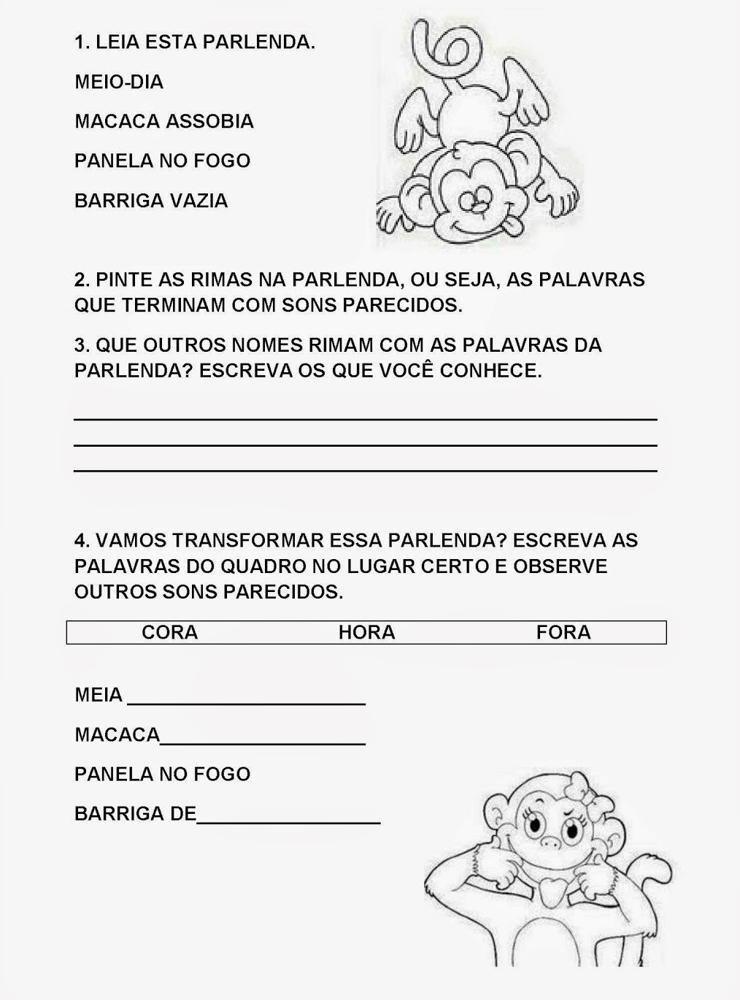 1. LEIA ESTA PARLENDA.
MEIO-DIA
MACACA ASSOBIA
PANELA NO FOGO
BARRIGA VAZIA
2. PINTE AS RIMAS NA PARLENDA, OU SEJA, AS PALAVRAS
QUE TERMINAM COM SONS PARECIDOS.
3. QUE OUTROS NOMES RIMAM COM AS PALAVRAS DA
PARLENDA? ESCREVA OS QUE VOCÊ CONHECE.
4. VAMOS TRANSFORMAR ESSA PARLENDA? ESCREVA AS
PALAVRAS DO QUADRO NO LUGAR CERTO E OBSERVE
OUTROS SONS PARECIDOS.
CORA HORA FORA
MEIA
MACACA
PANELA NO FOGO
BARRIGA DE